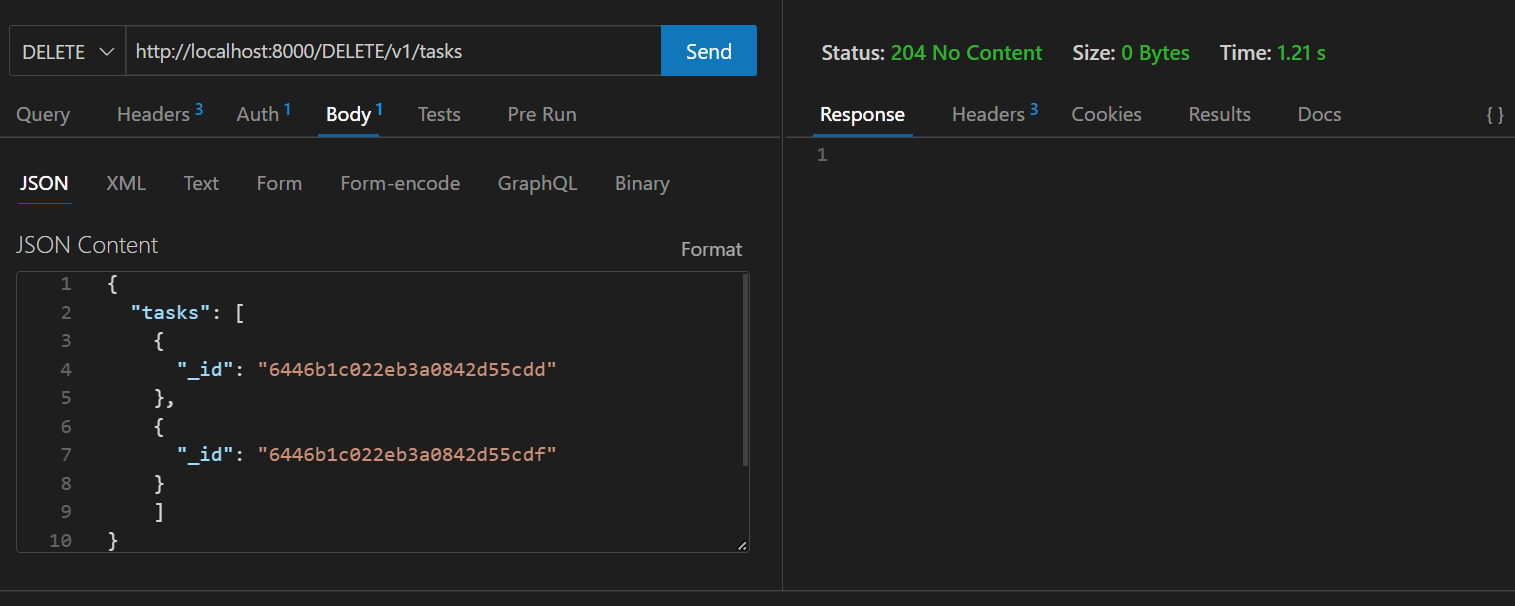 DELETE http://localhost:8000/DELETE/v1/tasks Send
Query Headers 3 Auth 1 Body 1 Tests Pre Run
JSON XML Text Form Form-encode GraphQL Binary
JSON Content Format
1 {
2 "tasks": [
3 {
4 "_id": "6446b1c022eb3a0842d55cdd"
5 },
6 {
7 "_id": "6446b1c022eb3a0842d55cdf"
8 }
9 ]
10 }
Status: 204 No Content Size: 0 Bytes Time: 1.21 s
Response Headers 3 Cookies Results Docs { }
1